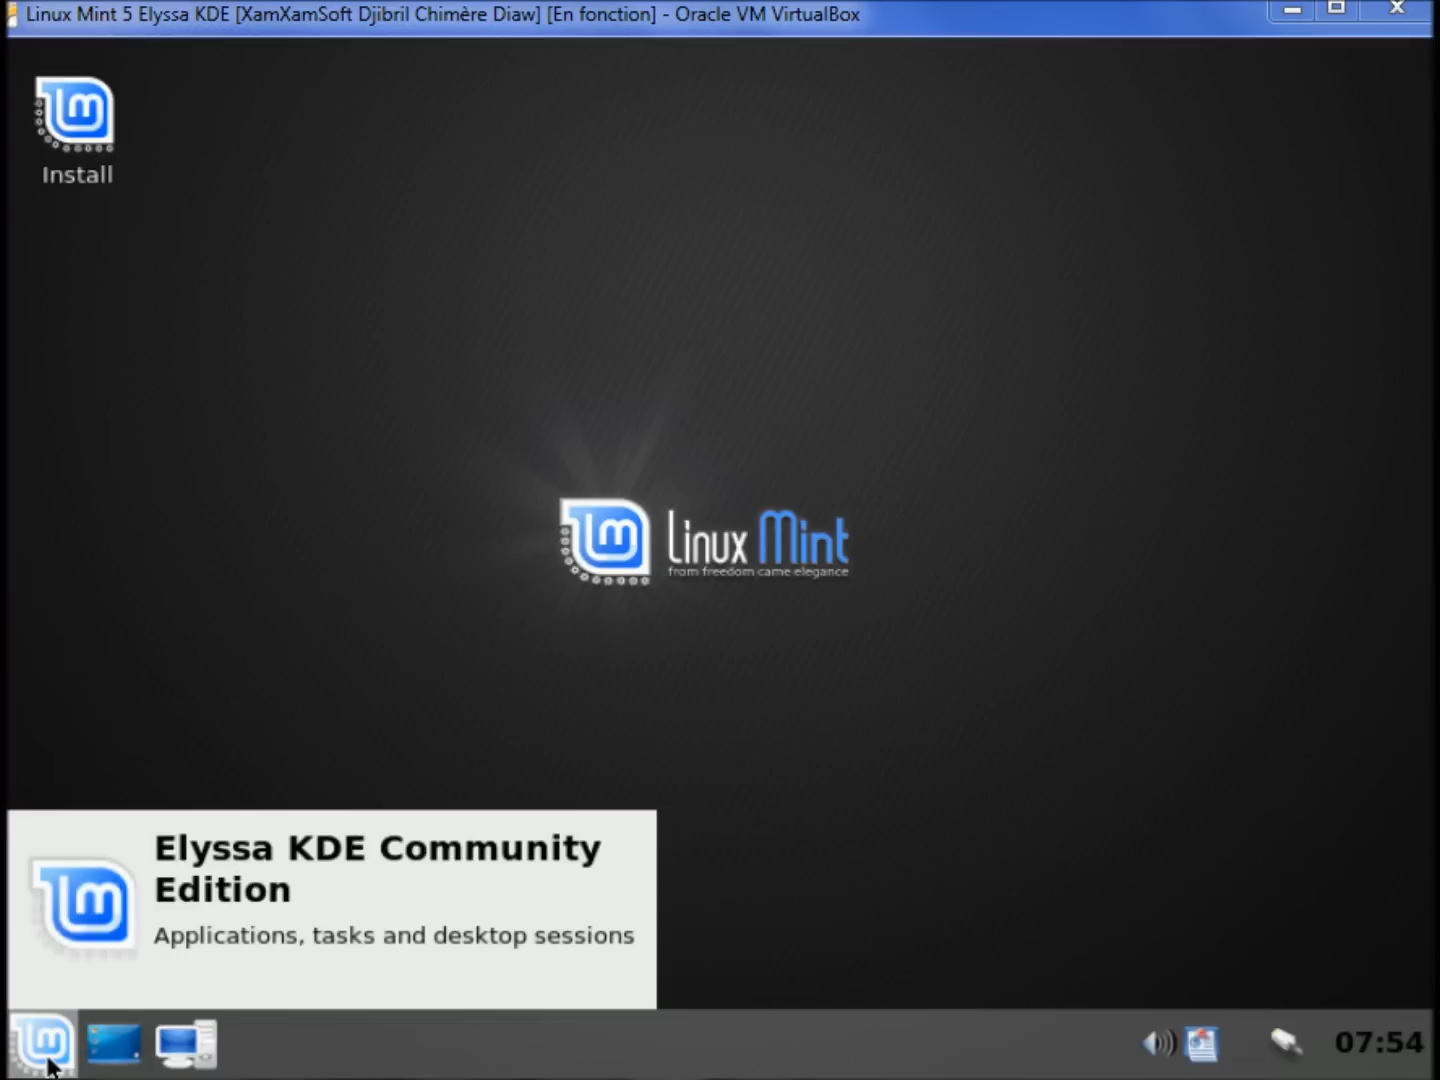 Linux Mint 5 Elyssa KDE [XamXamSoft Djibril Chimère Diaw] [En fonction] - Oracle VM VirtualBox
Install
Linux Mint
from freedom came elegance
Elyssa KDE Community
Edition
Applications, tasks and desktop sessions
07:54